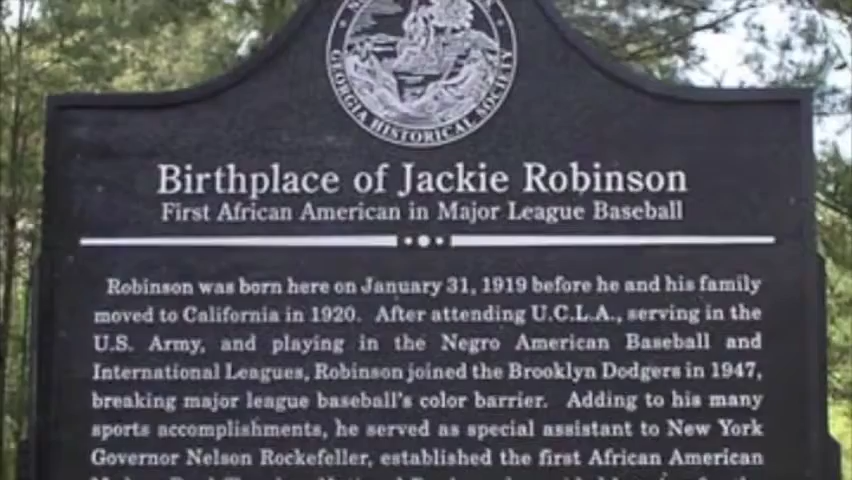 GEORGIA HISTORICAL SOCIETY
Birthplace of Jackie Robinson
First African American in Major League Baseball
Robinson was born here on January 31, 1919 before he and his family
moved to California in 1920. After attending U.C.L.A., serving in the
U.S. Army, and playing in the Negro American Baseball and
International Leagues, Robinson joined the Brooklyn Dodgers in 1947,
breaking major league baseball's color barrier. Adding to his many
sports accomplishments, he served as special assistant to New York
Governor Nelson Rockefeller, established the first African American